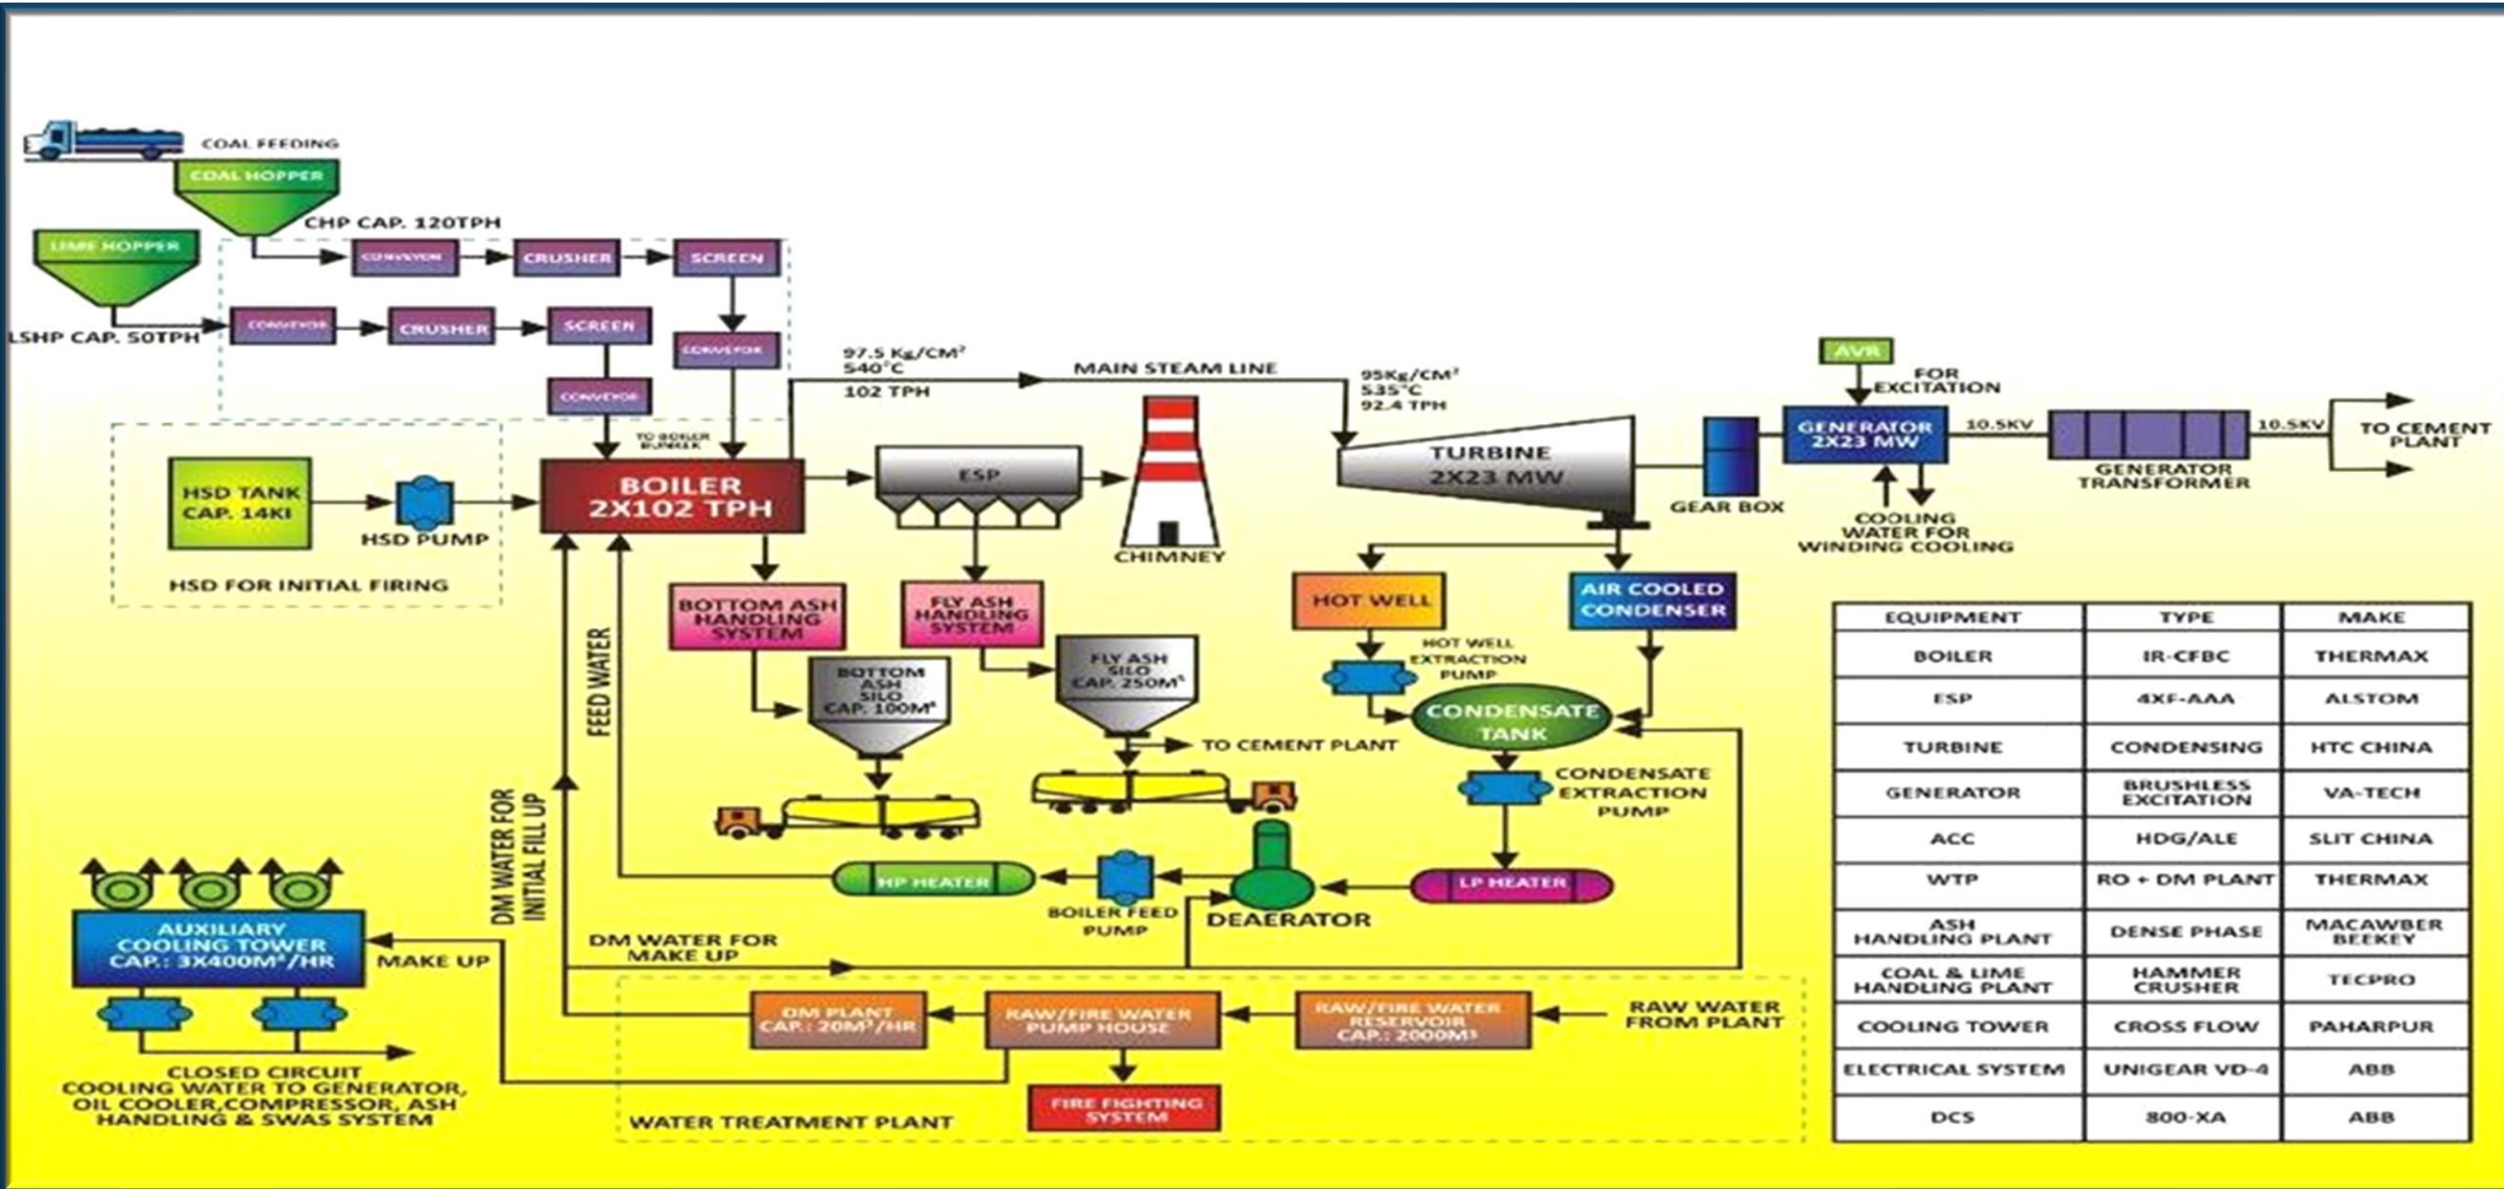 COAL FEEDING
COAL HOPPER
CHP CAP. 120TPH
LIME HOPPER
CONVEYOR
CRUSHER
SCREEN
LSHP CAP. 50TPH
CONVEYOR
CRUSHER
SCREEN
CONVEYOR
CONVEYOR
TO BOILER
BUNKER
97.5 Kg/CM²
540°C
102 TPH
MAIN STEAM LINE
95Kg/CM²
535°C
92.4 TPH
AVR
FOR
EXCITATION
HSD TANK
CAP. 14KI
HSD PUMP
HSD FOR INITIAL FIRING
BOILER
2X102 TPH
ESP
CHIMNEY
TURBINE
2X23 MW
GEAR BOX
GENERATOR
2X23 MW
10.5KV
GENERATOR
TRANSFORMER
10.5KV
TO CEMENT
PLANT
COOLING
WATER FOR
WINDING COOLING
BOTTOM ASH
HANDLING
SYSTEM
FLY ASH
HANDLING
SYSTEM
HOT WELL
AIR COOLED
CONDENSER
BOTTOM
ASH
SILO
CAP. 100M³
FLY ASH
SILO
CAP. 250M³
HOT WELL
EXTRACTION
PUMP
CONDENSATE
TANK
TO CEMENT PLANT
CONDENSATE
EXTRACTION
PUMP
FEED WATER
DM WATER FOR
INITIAL FILL UP
HP HEATER
BOILER FEED
PUMP
DEAERATOR
LP HEATER
DM WATER FOR
MAKE UP
AUXILIARY
COOLING TOWER
CAP.: 3X400M³/HR
MAKE UP
CLOSED CIRCUIT
COOLING WATER TO GENERATOR,
OIL COOLER,COMPRESSOR, ASH
HANDLING & SWAS SYSTEM
DM PLANT
CAP.: 20M³/HR
RAW/FIRE WATER
PUMP HOUSE
RAW/FIRE WATER
RESERVOIR
CAP.: 2000M³
RAW WATER
FROM PLANT
FIRE FIGHTING
SYSTEM
WATER TREATMENT PLANT
EQUIPMENT TYPE MAKE
BOILER IR-CFBC THERMAX
ESP 4XF-AAA ALSTOM
TURBINE CONDENSING HTC CHINA
GENERATOR BRUSHLESS EXCITATION VA-TECH
ACC HDG/ALE SLIT CHINA
WTP RO + DM PLANT THERMAX
ASH HANDLING PLANT DENSE PHASE MACAWBER BEEKEY
COAL & LIME HANDLING PLANT HAMMER CRUSHER TECPRO
COOLING TOWER CROSS FLOW PAHARPUR
ELECTRICAL SYSTEM UNIGEAR VD-4 ABB
DCS 800-XA ABB